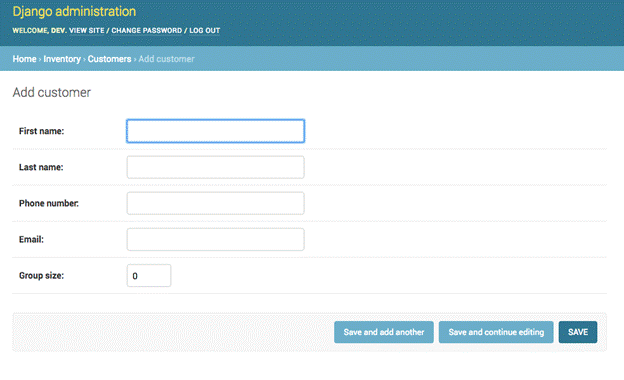 Django administration
WELCOME, DEV. VIEW SITE / CHANGE PASSWORD / LOG OUT
Home › Inventory › Customers › Add customer
Add customer
First name:
Last name:
Phone number:
Email:
Group size: 0
Save and add another Save and continue editing SAVE